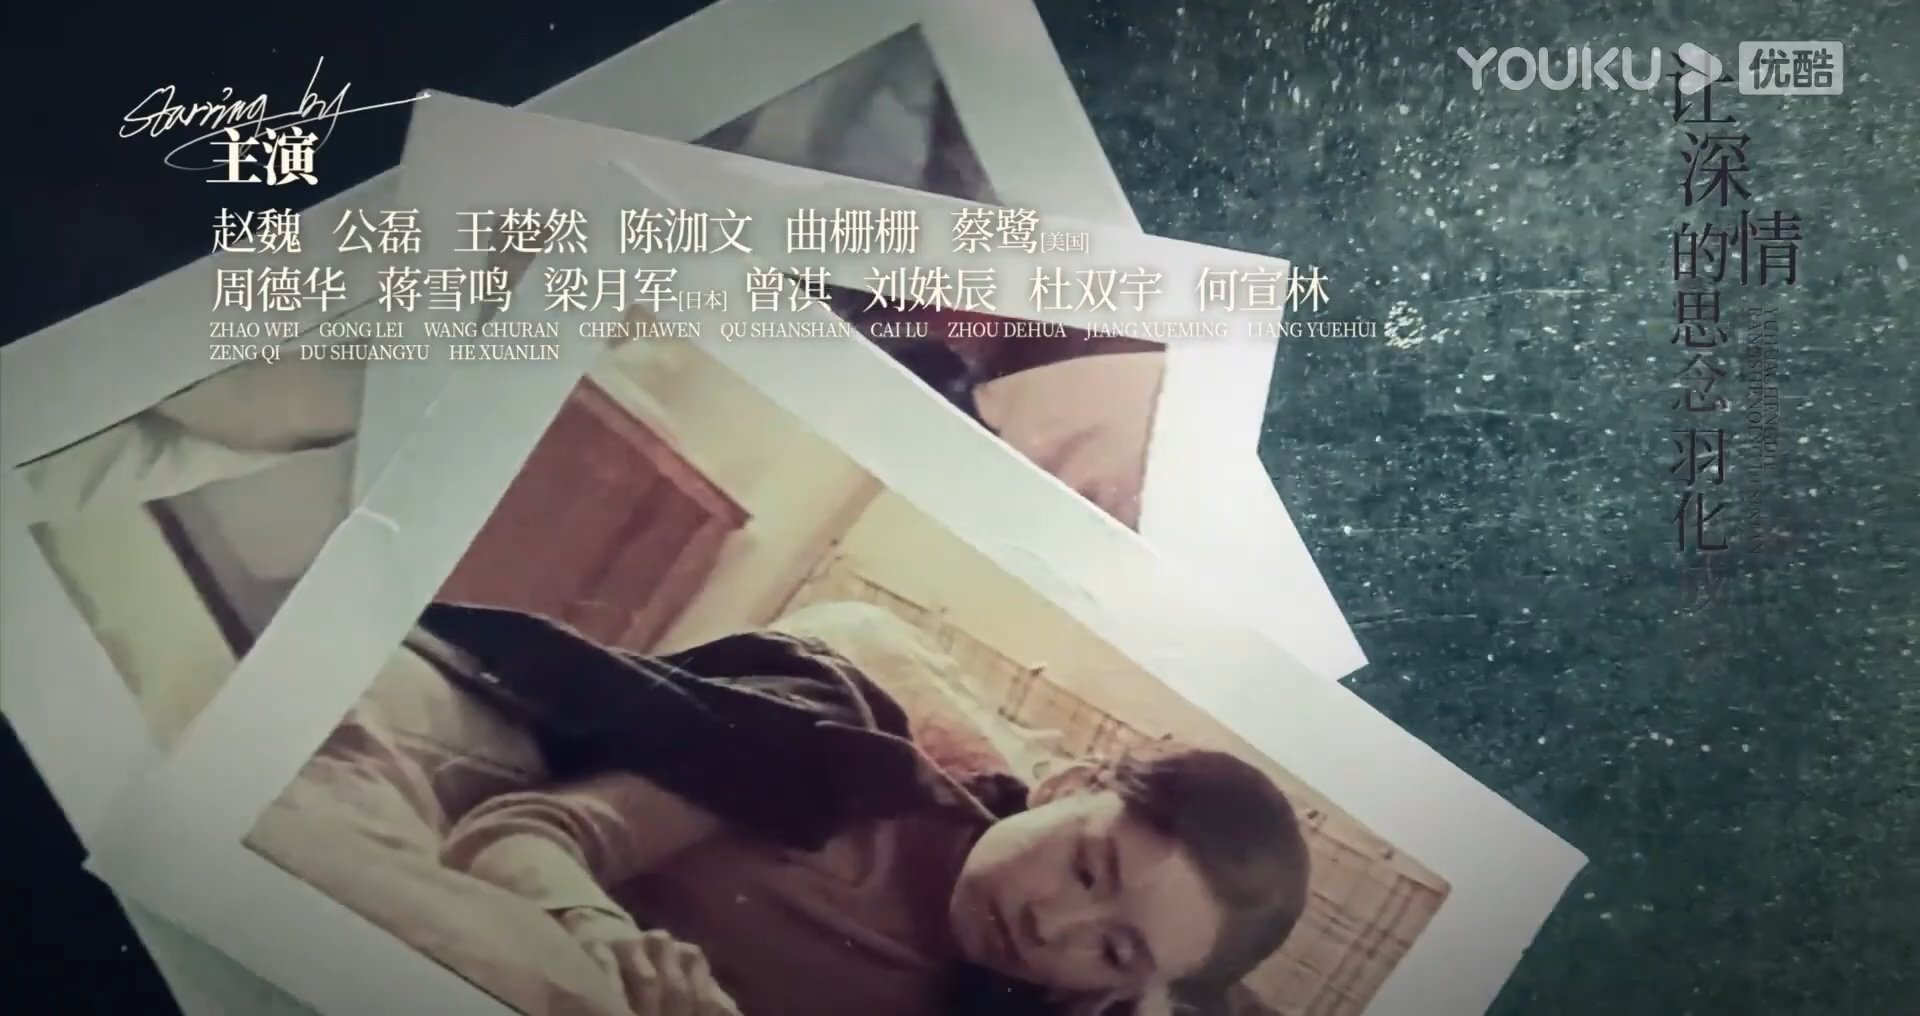 Starring by
主演
赵魏 公磊 王楚然 陈泇文 曲栅栅 蔡鹭[美国]
周德华 蒋雪鸣 梁月军[日本] 曾淇 刘姝辰 杜双宇 何宣林
ZHAO WEI GONG LEI WANG CHURAN CHEN JIAWEN QU SHANSHAN CAI LU ZHOU DEHUA JIANG XUEMING LIANG YUEHUI
ZENG QI DU SHUANGYU HE XUANLIN
YOUKU 优酷
让深情的思念羽化成